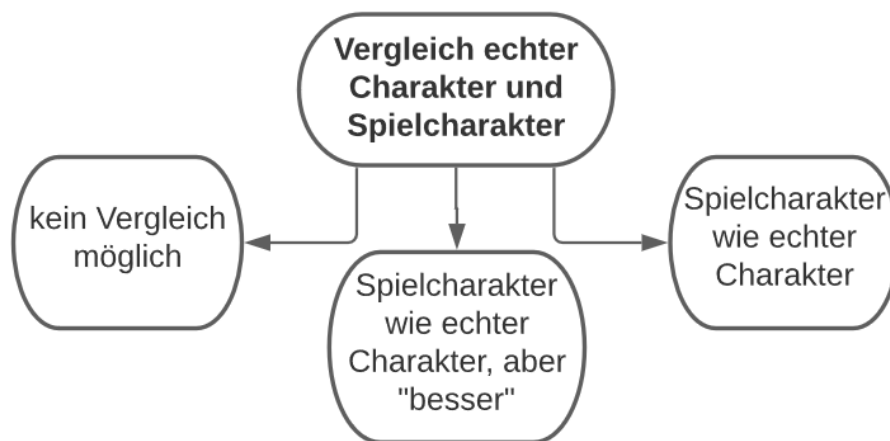 Vergleich echter
Charakter und
Spielcharakter
kein Vergleich
möglich
Spielcharakter
wie echter
Charakter, aber
"besser"
Spielcharakter
wie echter
Charakter